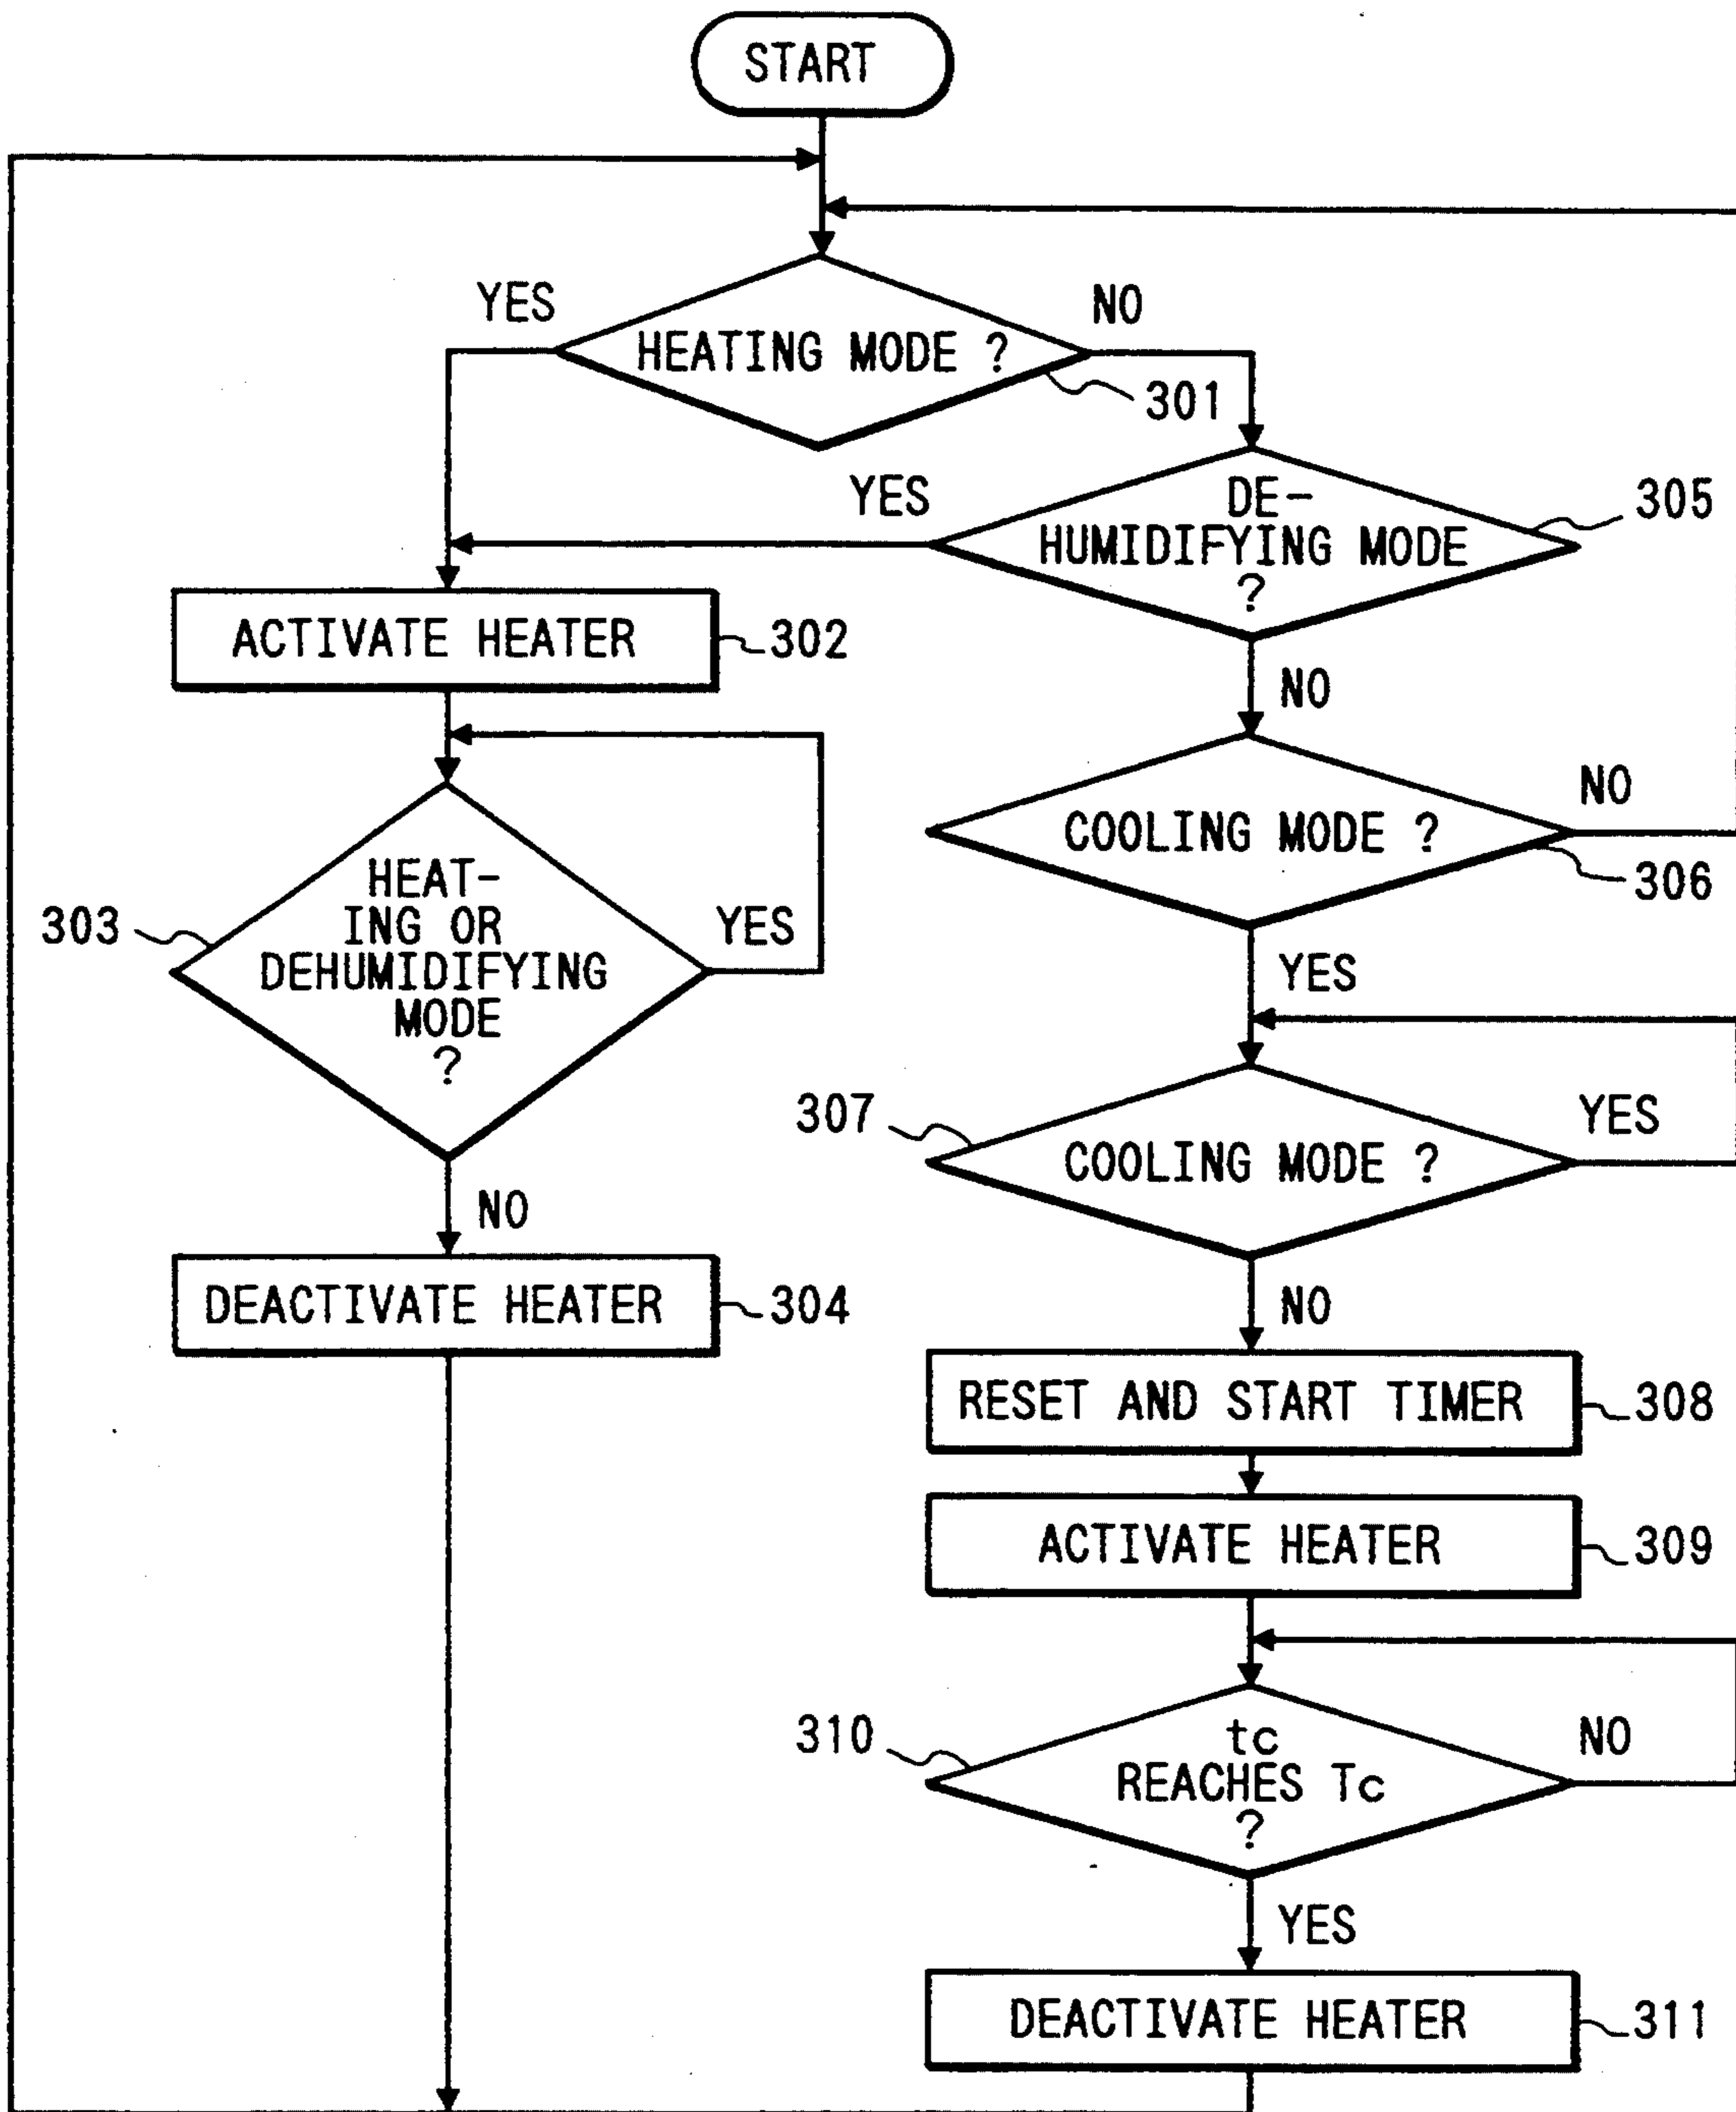 START
YES
NO
HEATING MODE ?
301
YES
DE-
HUMIDIFYING MODE
?
305
ACTIVATE HEATER
302
NO
COOLING MODE ?
NO
306
303
HEAT-
ING OR
DEHUMIDIFYING
MODE
?
YES
YES
307
COOLING MODE ?
YES
NO
DEACTIVATE HEATER
304
NO
RESET AND START TIMER
308
ACTIVATE HEATER
309
310
tc
REACHES Tc
?
NO
YES
DEACTIVATE HEATER
311